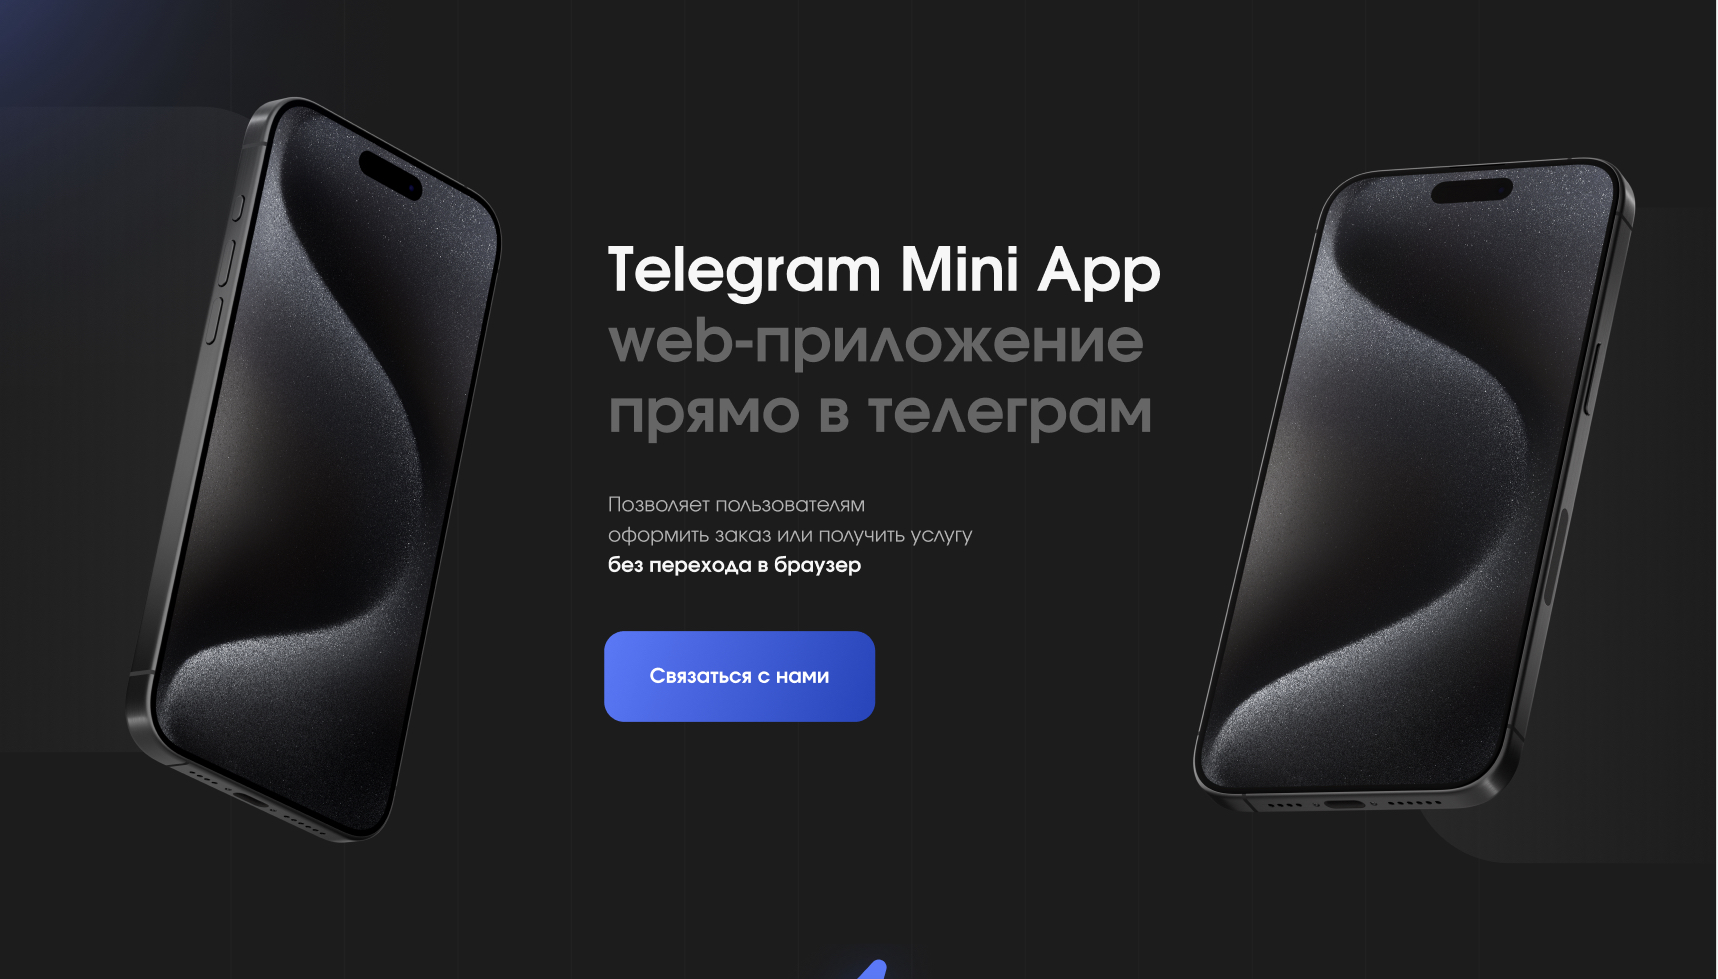 Telegram Mini App
web-приложение
прямо в телеграм
Позволяет пользователям
оформить заказ или получить услугу
без перехода в браузер
Связаться с нами